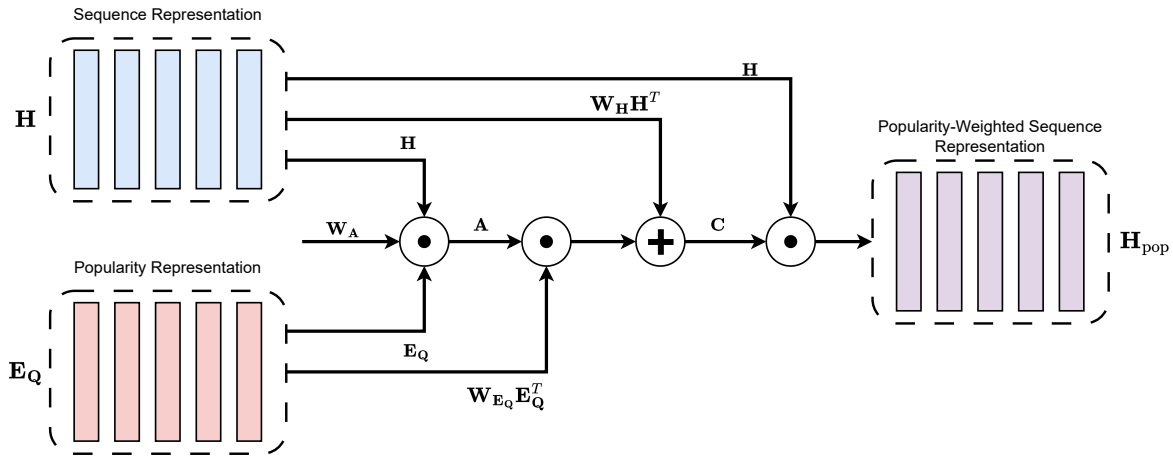 Sequence Representation
H
H
W_H H^T
H
Popularity-Weighted Sequence
Representation
W_A
A
C
H_pop
Popularity Representation
E_Q
E_Q
W_{E_Q} E_Q^T